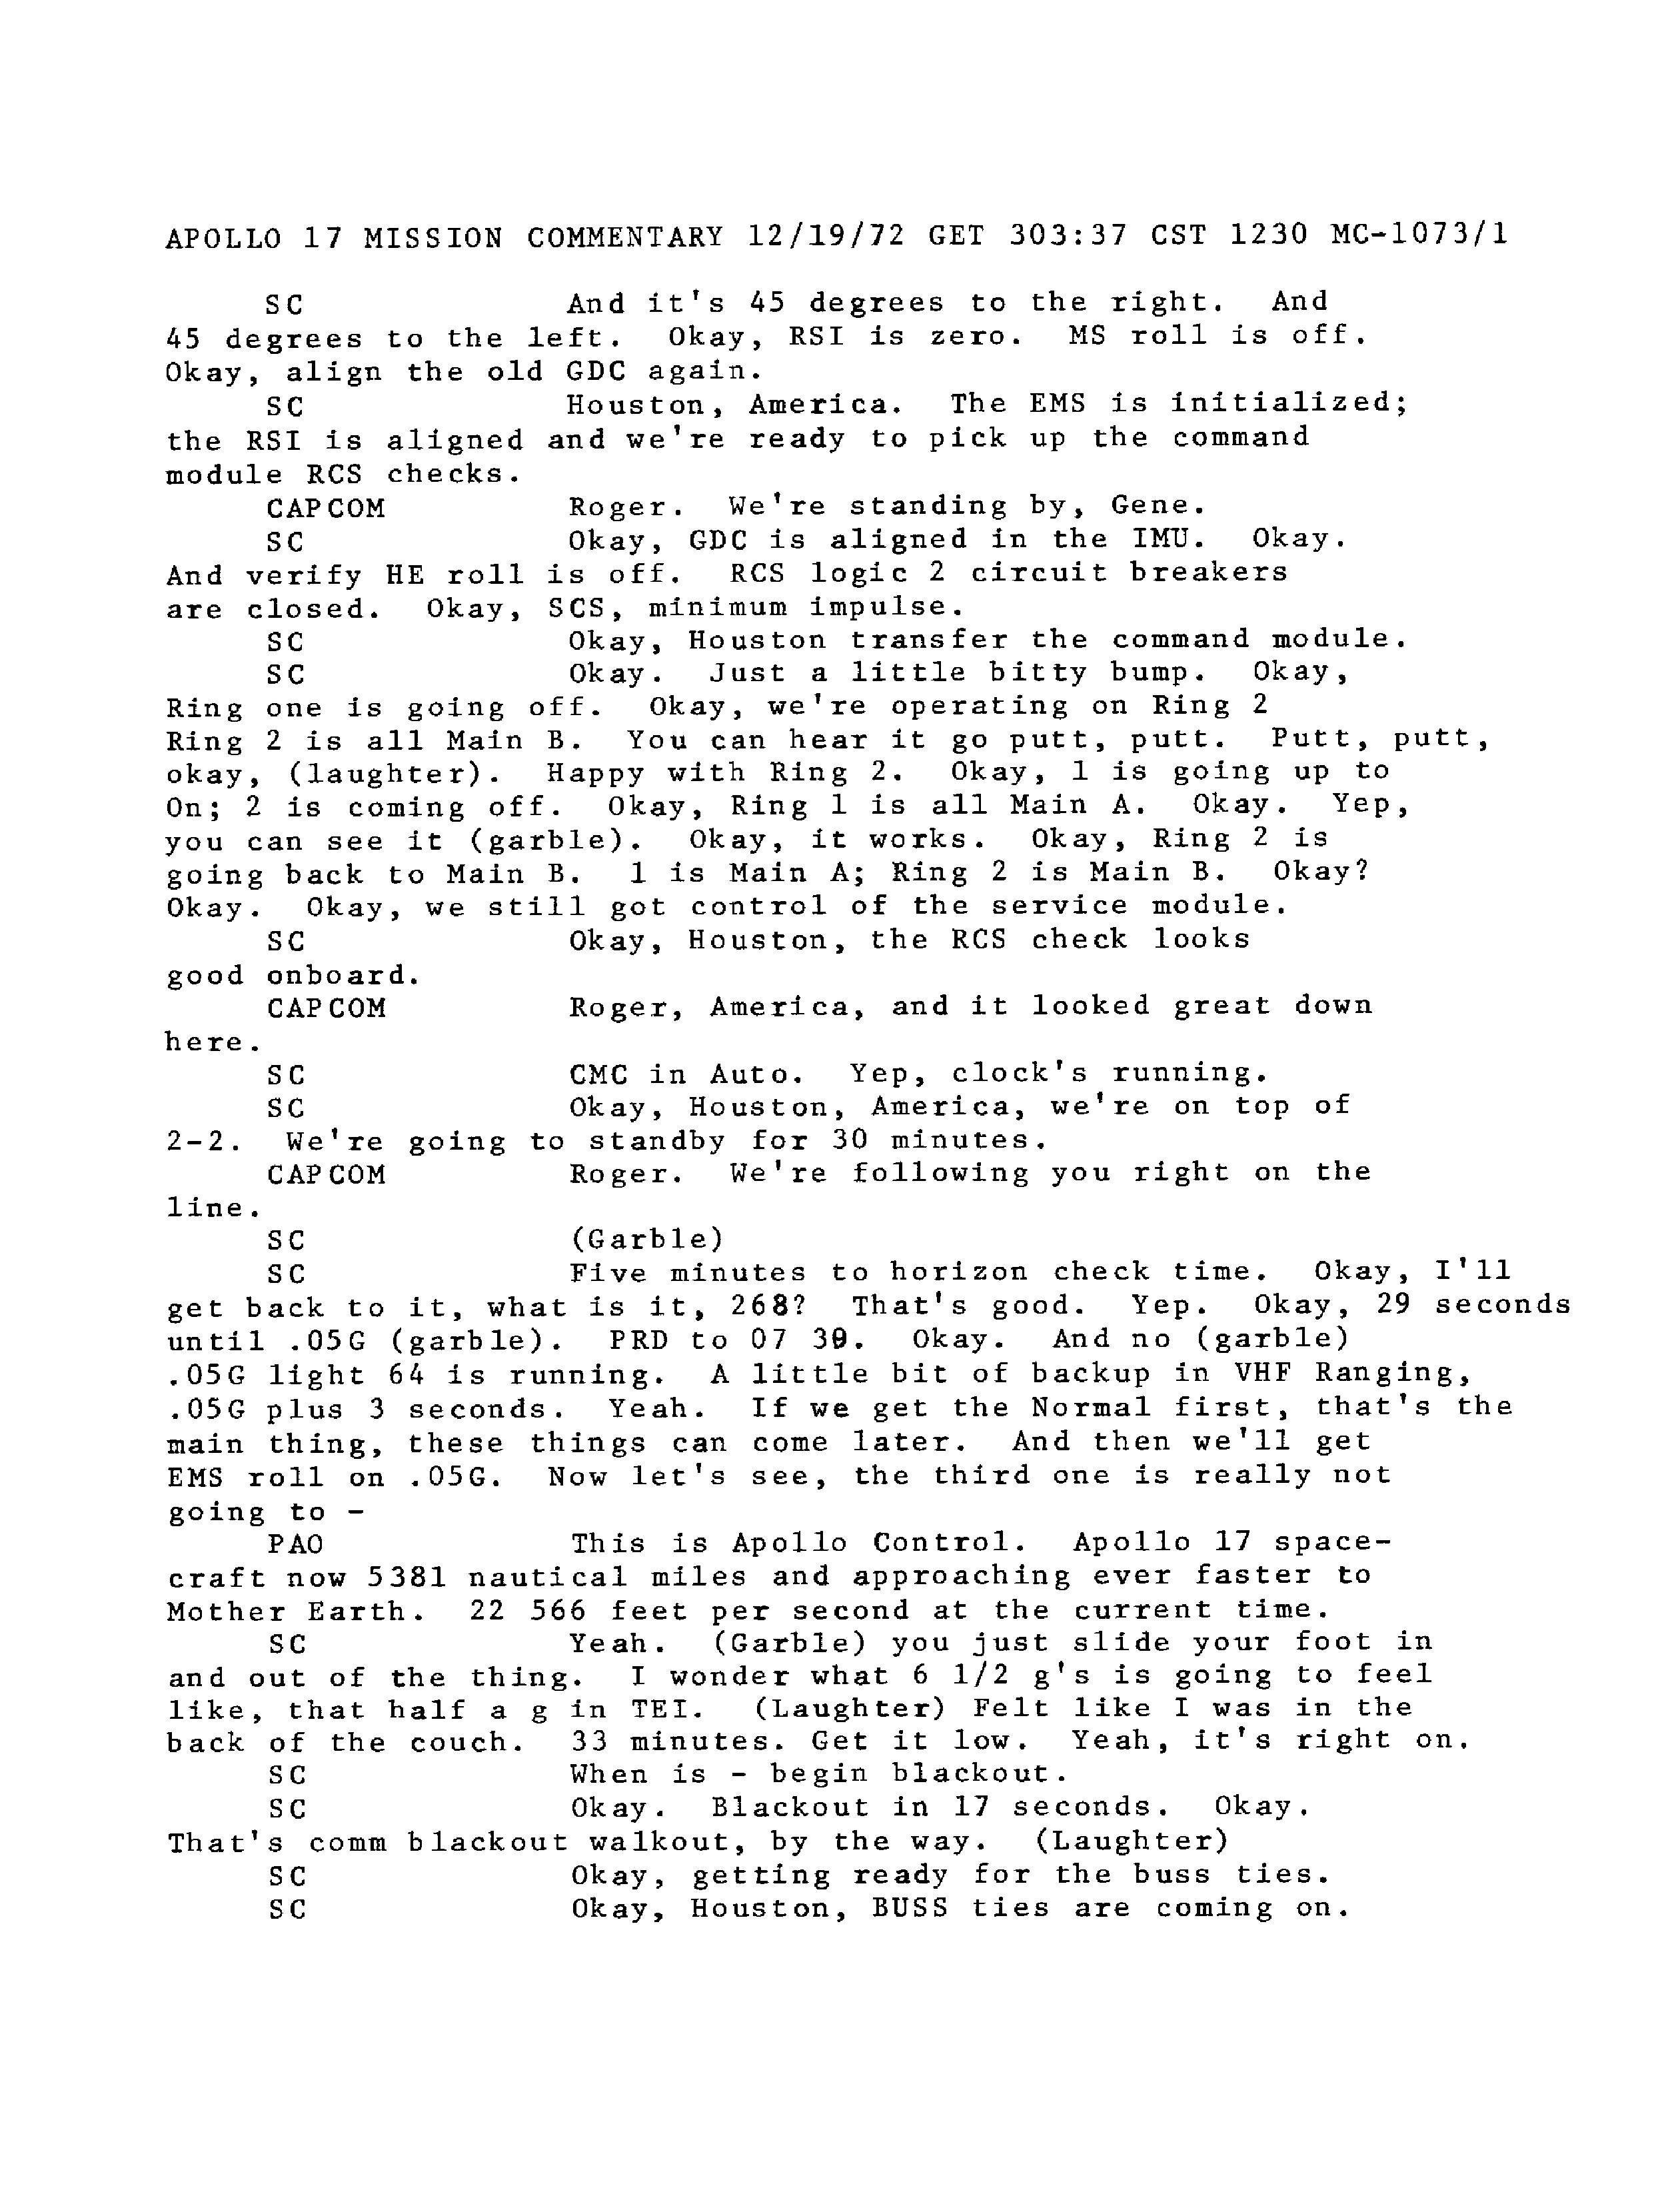 APOLLO 17 MISSION COMMENTARY 12/19/72 GET 303:37 CST 1230 MC-1073/1
SC And it's 45 degrees to the right. And
45 degrees to the left. Okay, RSI is zero. MS roll is off.
Okay, align the old GDC again.
SC Houston, America. The EMS is initialized;
the RSI is aligned and we're ready to pick up the command
module RCS checks.
CAPCOM Roger. We're standing by, Gene.
SC Okay, GDC is aligned in the IMU. Okay.
And verify HE roll is off. RCS logic 2 circuit breakers
are closed. Okay, SCS, minimum impulse.
SC Okay, Houston transfer the command module.
SC Okay. Just a little bitty bump. Okay,
Ring one is going off. Okay, we're operating on Ring 2
Ring 2 is all Main B. You can hear it go putt, putt. Putt, putt,
okay, (laughter). Happy with Ring 2. Okay, 1 is going up to
On; 2 is coming off. Okay, Ring 1 is all Main A. Okay. Yep,
you can see it (garble). Okay, it works. Okay, Ring 2 is
going back to Main B. 1 is Main A; Ring 2 is Main B. Okay?
Okay. Okay, we still got control of the service module.
SC Okay, Houston, the RCS check looks
good onboard.
CAPCOM Roger, America, and it looked great down
here.
SC CMC in Auto. Yep, clock's running.
SC Okay, Houston, America, we're on top of
2-2. We're going to standby for 30 minutes.
CAPCOM Roger. We're following you right on the
line.
SC (Garble)
SC Five minutes to horizon check time. Okay, I'll
get back to it, what is it, 268? That's good. Yep. Okay, 29 seconds
until .05G (garble). PRD to 07 39. Okay. And no (garble)
.05G light 64 is running. A little bit of backup in VHF Ranging,
.05G plus 3 seconds. Yeah. If we get the Normal first, that's the
main thing, these things can come later. And then we'll get
EMS roll on .05G. Now let's see, the third one is really not
going to -
PAO This is Apollo Control. Apollo 17 space-
craft now 5381 nautical miles and approaching ever faster to
Mother Earth. 22 566 feet per second at the current time.
SC Yeah. (Garble) you just slide your foot in
and out of the thing. I wonder what 6 1/2 g's is going to feel
like, that half a g in TEI. (Laughter) Felt like I was in the
back of the couch. 33 minutes. Get it low. Yeah, it's right on.
SC When is - begin blackout.
SC Okay. Blackout in 17 seconds. Okay.
That's comm blackout walkout, by the way. (Laughter)
SC Okay, getting ready for the buss ties.
SC Okay, Houston, BUSS ties are coming on.